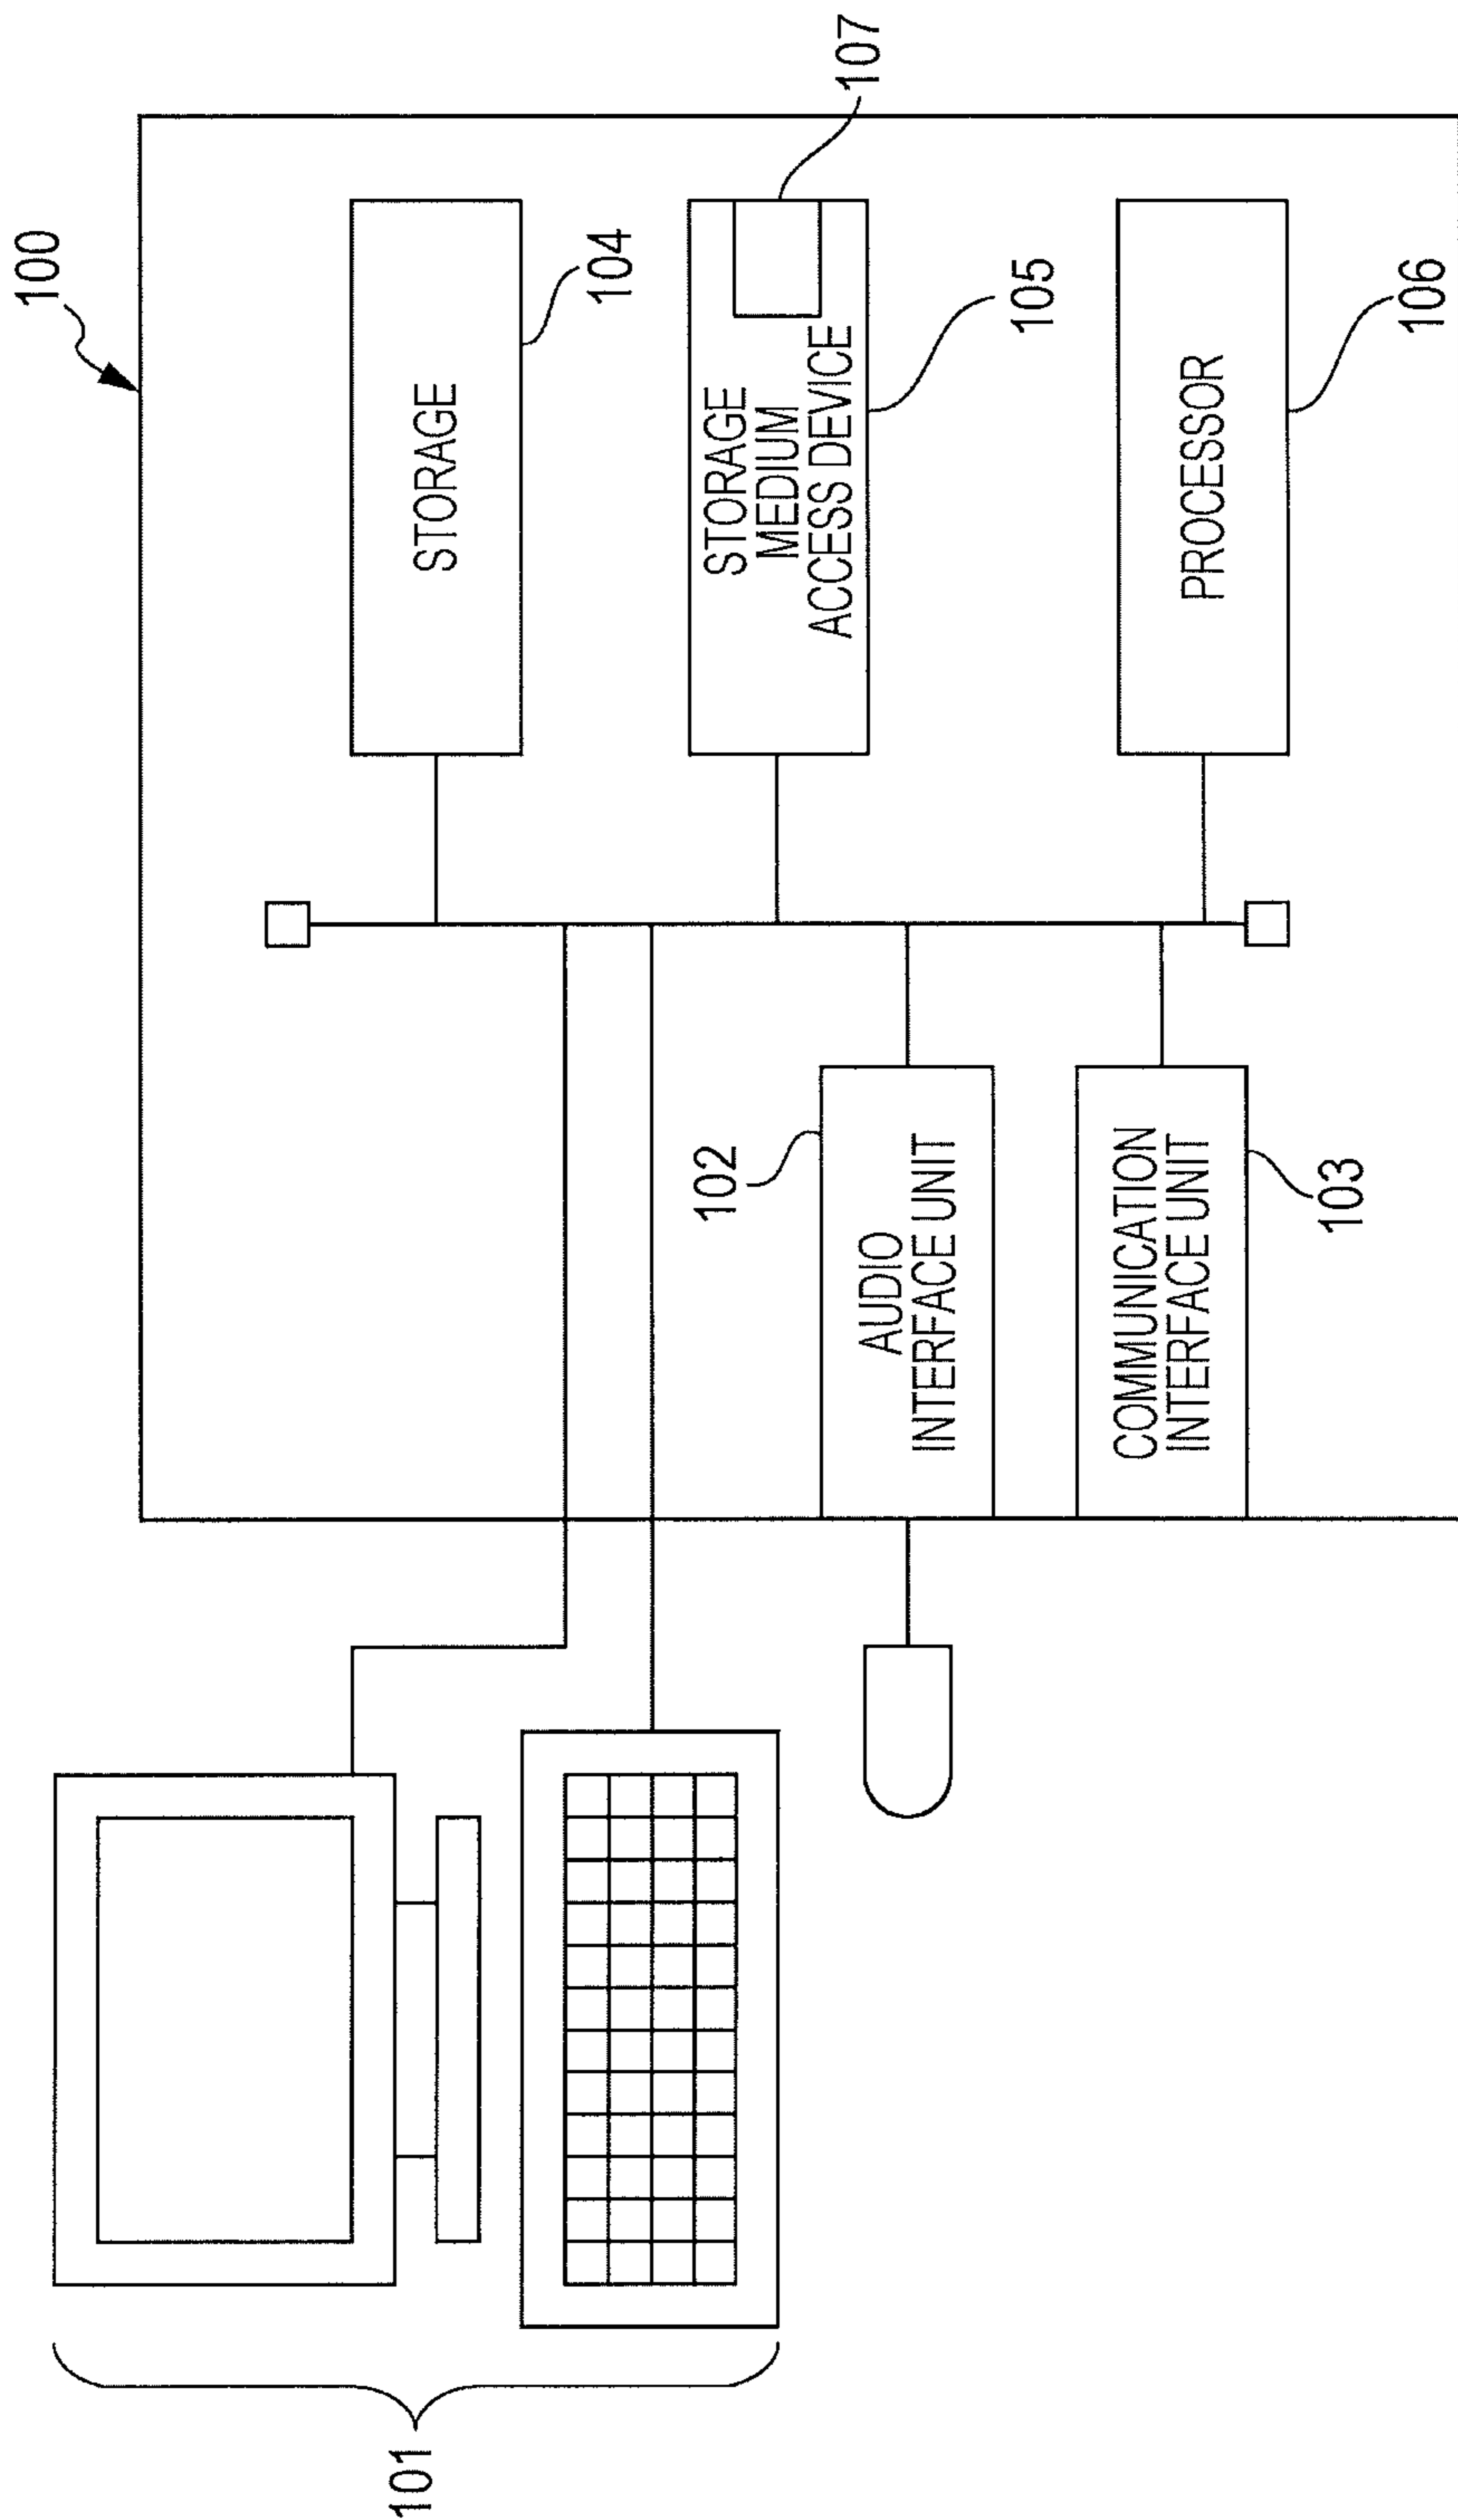 100
STORAGE
104
107
STORAGE
MEDIUM
ACCESS DEVICE
105
PROCESSOR
106
102
AUDIO
INTERFACE UNIT
COMMUNICATION
INTERFACE UNIT
103
101